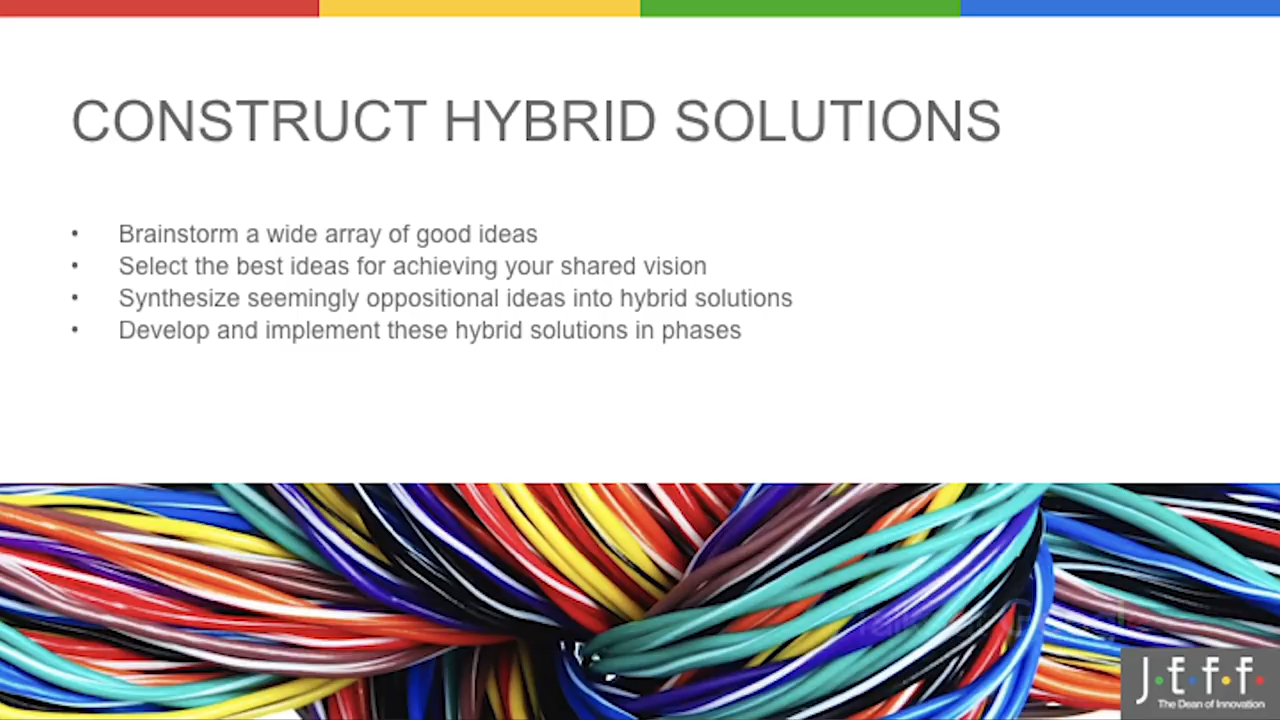 CONSTRUCT HYBRID SOLUTIONS
• Brainstorm a wide array of good ideas
• Select the best ideas for achieving your shared vision
• Synthesize seemingly oppositional ideas into hybrid solutions
• Develop and implement these hybrid solutions in phases
J·e·f·f·
The Dean of Innovation